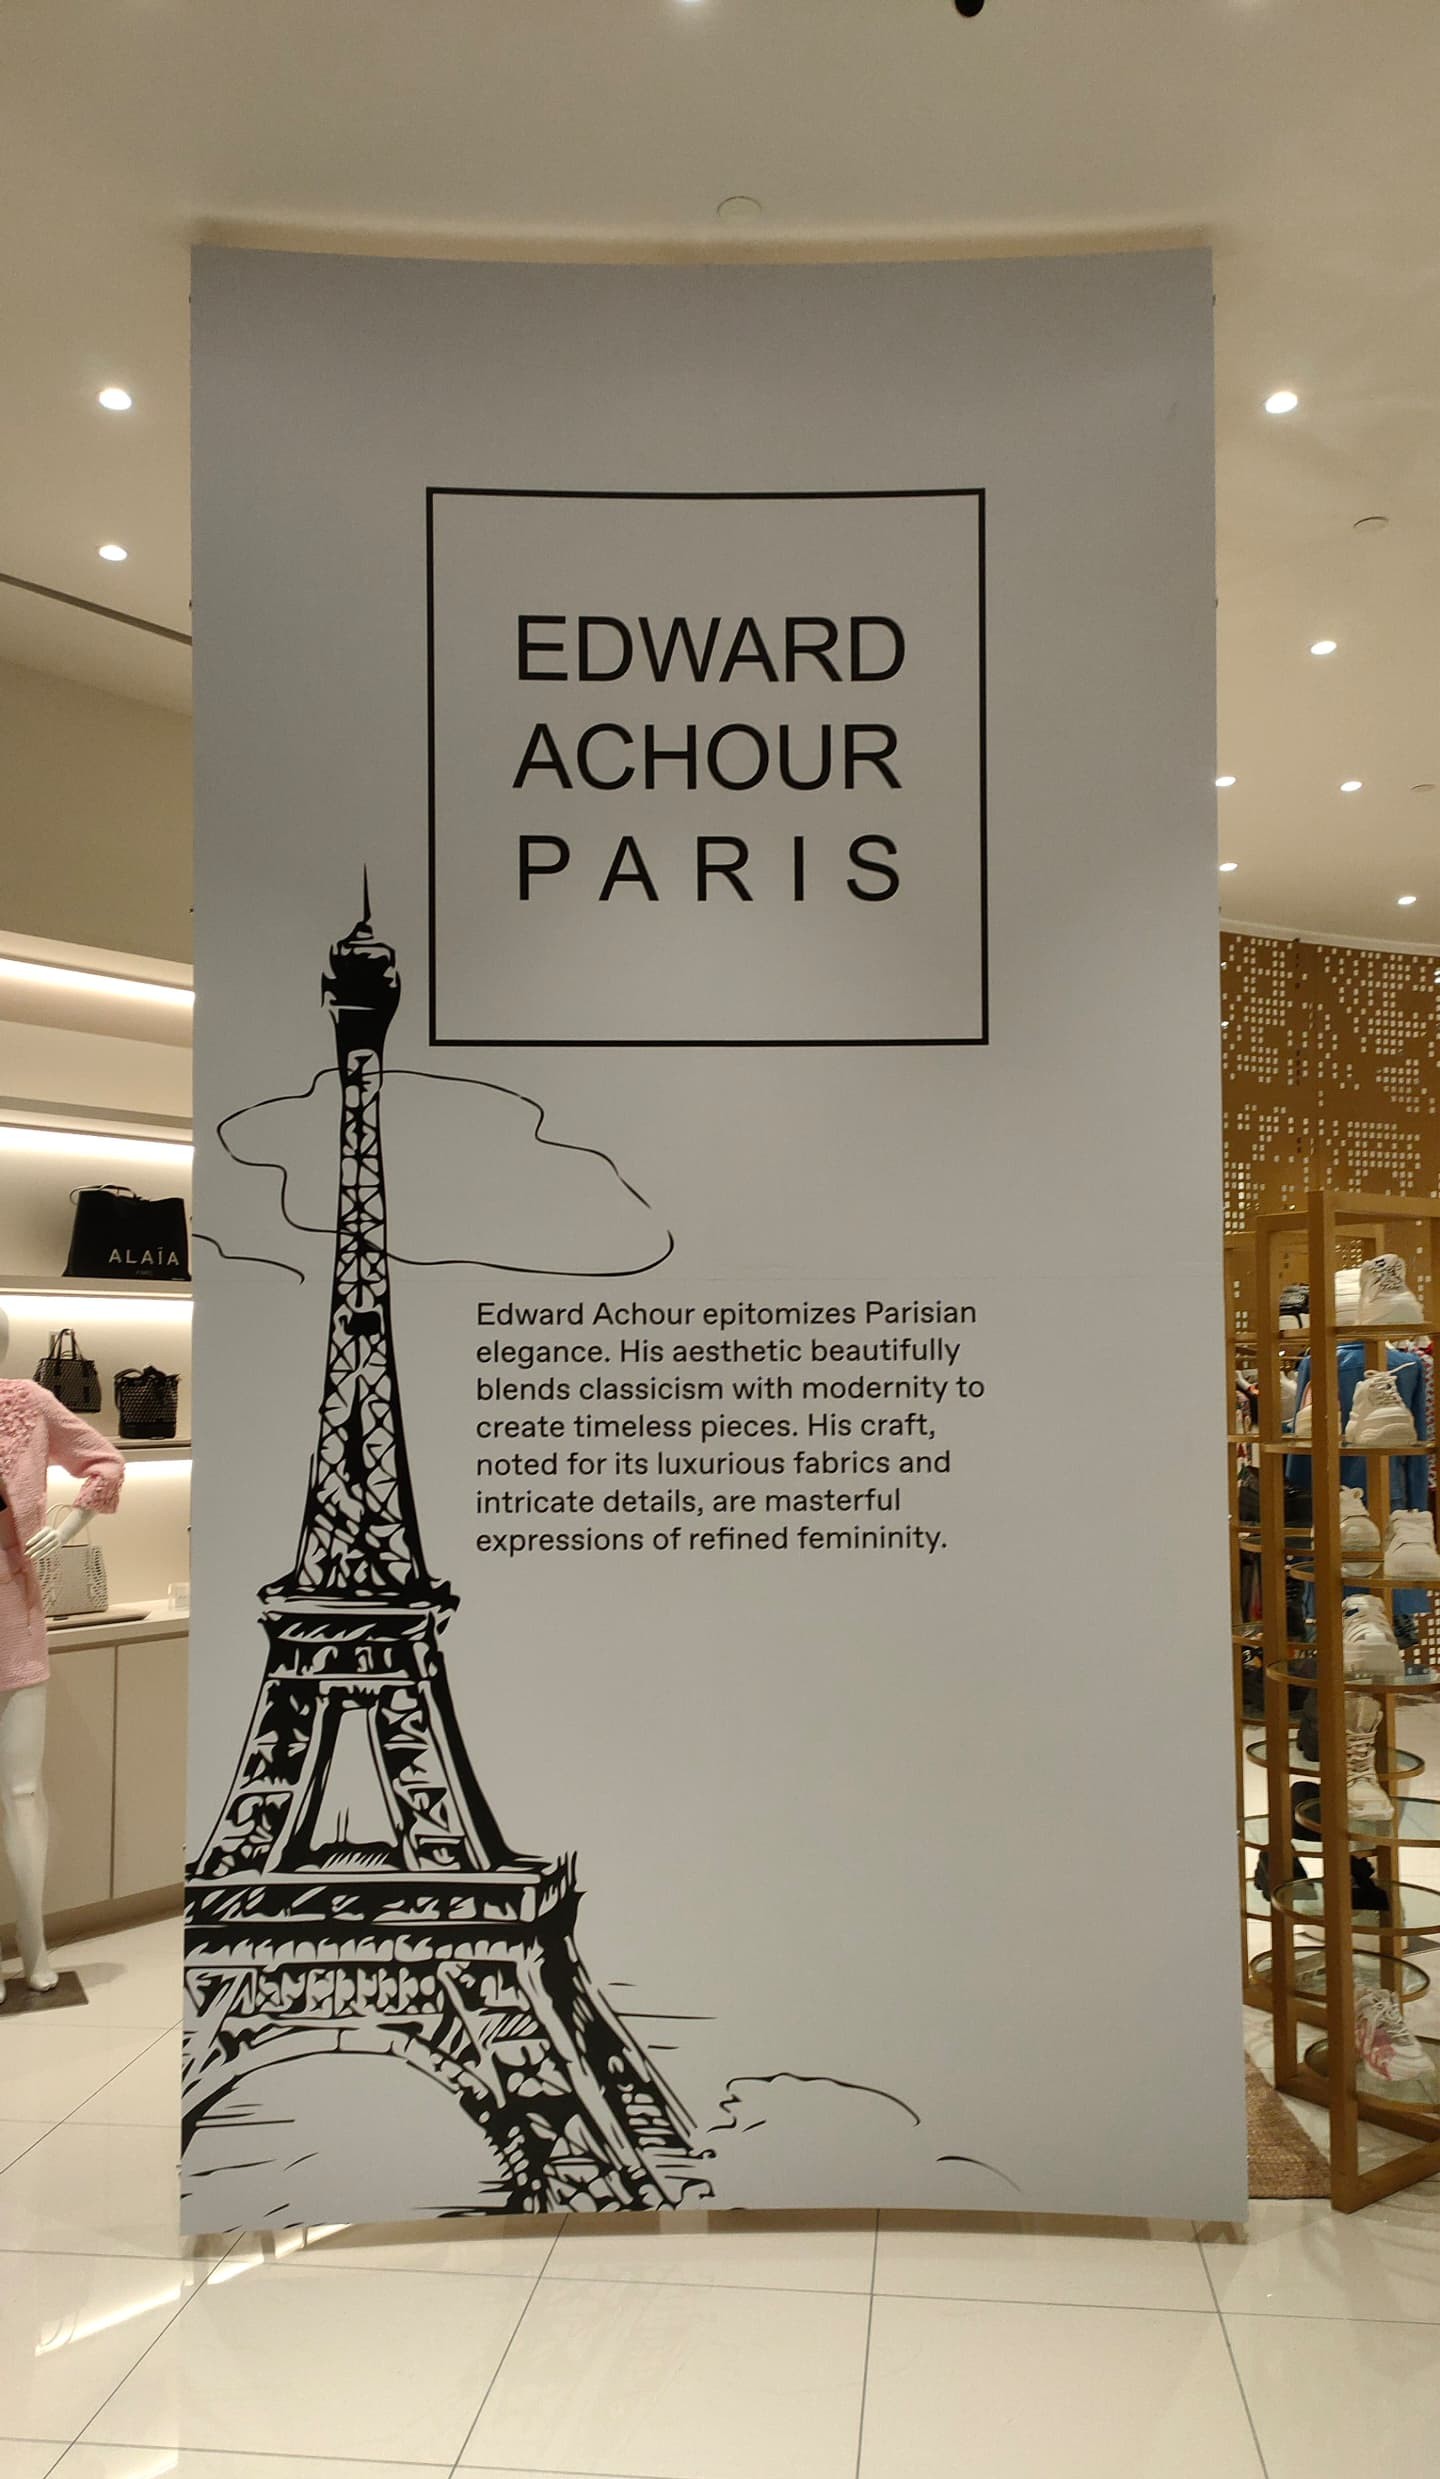 EDWARD
ACHOUR
PARIS
ALAÏA
Edward Achour epitomizes Parisian
elegance. His aesthetic beautifully
blends classicism with modernity to
create timeless pieces. His craft,
noted for its luxurious fabrics and
intricate details, are masterful
expressions of refined femininity.